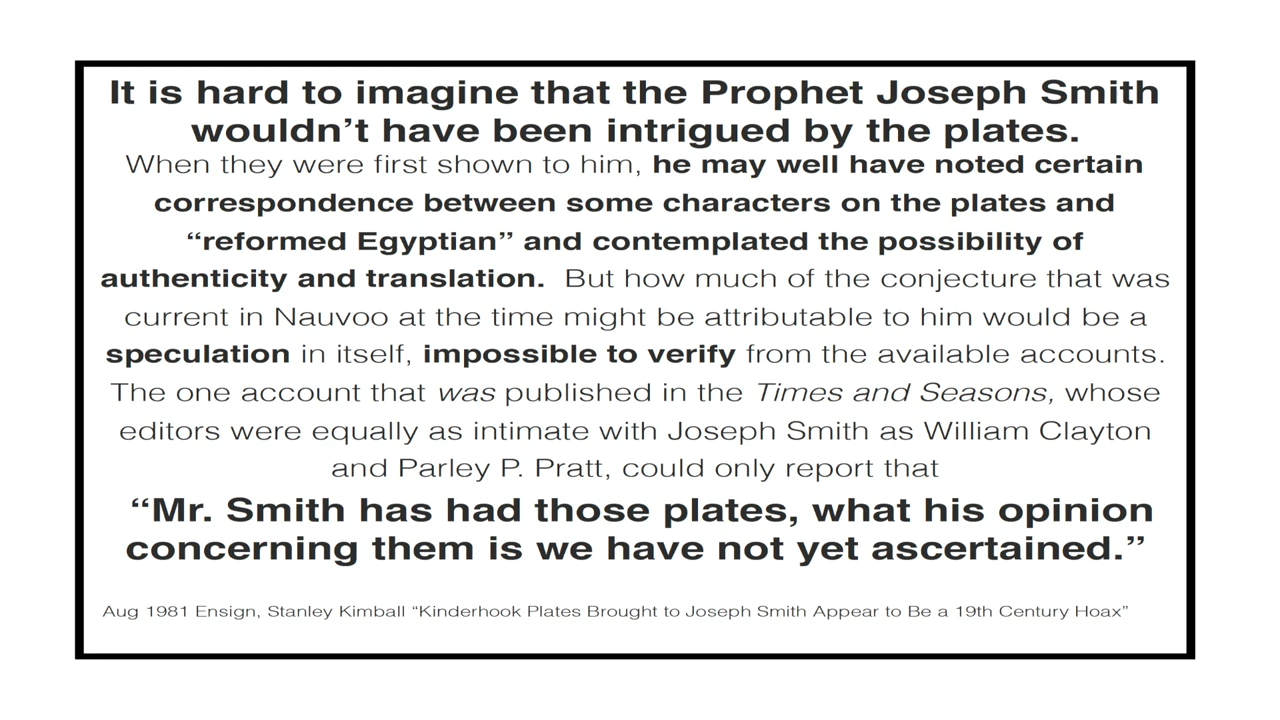 It is hard to imagine that the Prophet Joseph Smith
wouldn't have been intrigued by the plates.
When they were first shown to him, he may well have noted certain
correspondence between some characters on the plates and
“reformed Egyptian” and contemplated the possibility of
authenticity and translation. But how much of the conjecture that was
current in Nauvoo at the time might be attributable to him would be a
speculation in itself, impossible to verify from the available accounts.
The one account that was published in the Times and Seasons, whose
editors were equally as intimate with Joseph Smith as William Clayton
and Parley P. Pratt, could only report that
“Mr. Smith has had those plates, what his opinion
concerning them is we have not yet ascertained.”
Aug 1981 Ensign, Stanley Kimball “Kinderhook Plates Brought to Joseph Smith Appear to Be a 19th Century Hoax”